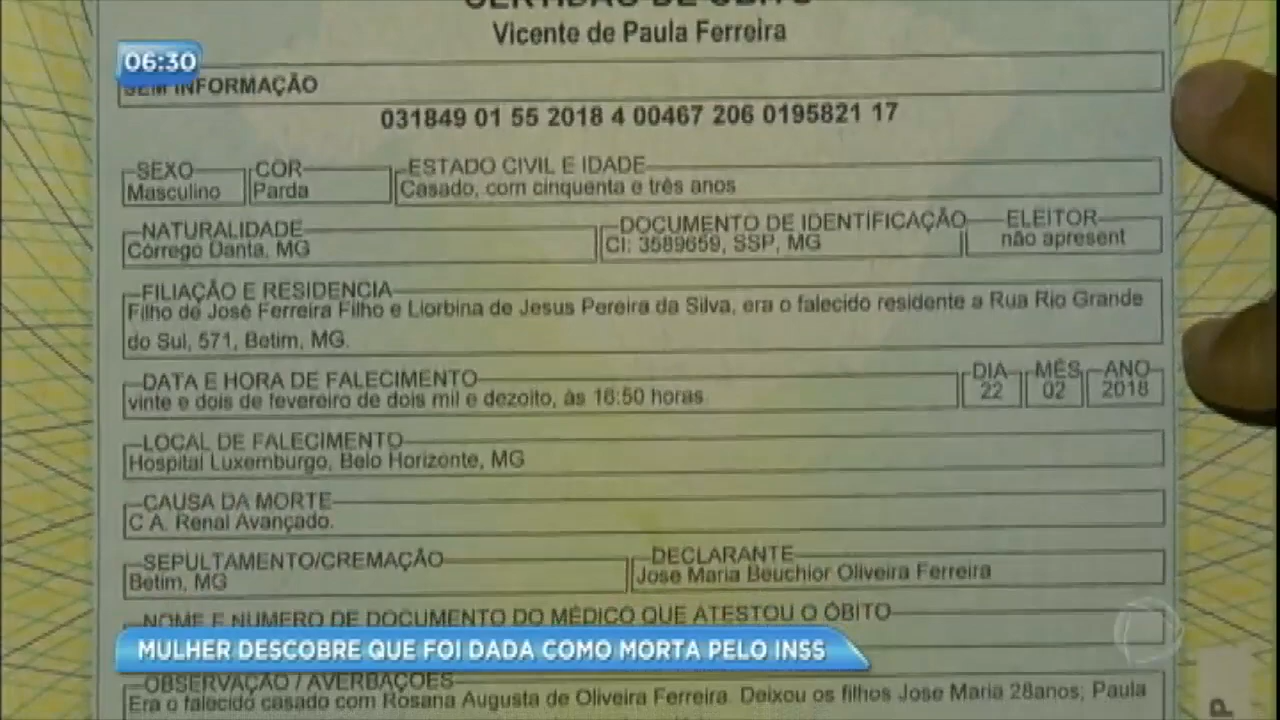 CERTIDÃO DE ÓBITO
Vicente de Paula Ferreira
06:30
SEM INFORMAÇÃO
031849 01 55 2018 4 00467 206 0195821 17
SEXO COR ESTADO CIVIL E IDADE
Masculino Parda Casado, com cinquenta e três anos
NATURALIDADE DOCUMENTO DE IDENTIFICAÇÃO ELEITOR
Córrego Danta, MG CI: 3589659, SSP, MG não apresent
FILIAÇÃO E RESIDENCIA
Filho de José Ferreira Filho e Liorbina de Jesus Pereira da Silva, era o falecido residente a Rua Rio Grande
do Sul, 571, Betim, MG.
DATA E HORA DE FALECIMENTO DIA MÊS ANO
vinte e dois de fevereiro de dois mil e dezoito, às 16:50 horas 22 02 2018
LOCAL DE FALECIMENTO
Hospital Luxemburgo, Belo Horizonte, MG
CAUSA DA MORTE
C A. Renal Avançado.
SEPULTAMENTO/CREMAÇÃO DECLARANTE
Betim, MG Jose Maria Beuchior Oliveira Ferreira
NOME E NUMERO DE DOCUMENTO DO MÉDICO QUE ATESTOU O ÓBITO
MULHER DESCOBRE QUE FOI DADA COMO MORTA PELO INSS
OBSERVAÇÃO / AVERBAÇÕES
Era o falecido casado com Rosana Augusta de Oliveira Ferreira. Deixou os filhos Jose Maria 28anos; Paula
P